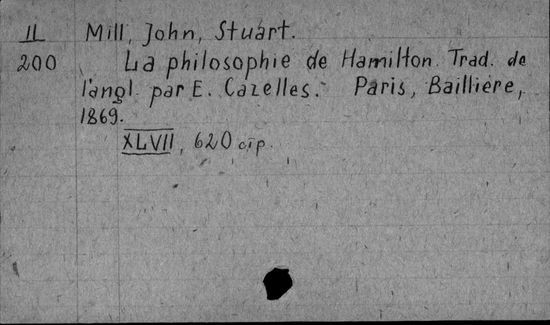 II Mill, John, Stuart.
200 La philosophie de Hamilton. Trad. de
l'angl. par E. Cazelles. Paris, Baillière,
1869.
XLVII, 620 стр.